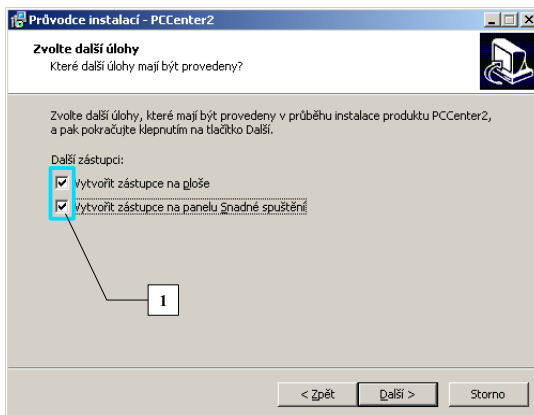 Průvodce instalací - PCCenter2
Zvolte další úlohy
Které další úlohy mají být provedeny?
Zvolte další úlohy, které mají být provedeny v průběhu instalace produktu PCCenter2,
a pak pokračujte klepnutím na tlačítko Další.
Další zástupci:
Vytvořit zástupce na ploše
Vytvořit zástupce na panelu Snadné spuštění
1
< Zpět
Další >
Storno